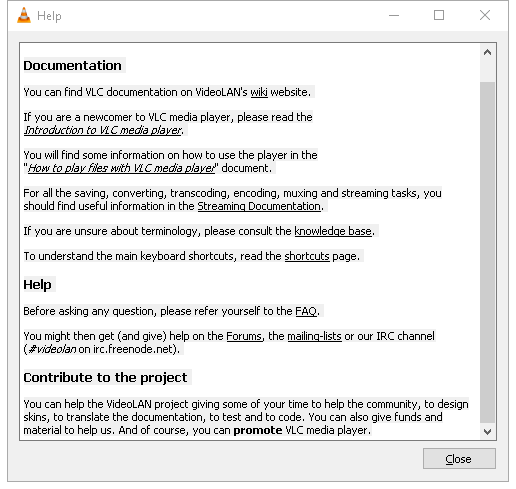 Help
Documentation
You can find VLC documentation on VideoLAN's wiki website.
If you are a newcomer to VLC media player, please read the
Introduction to VLC media player.
You will find some information on how to use the player in the
"How to play files with VLC media player" document.
For all the saving, converting, transcoding, encoding, muxing and streaming tasks, you
should find useful information in the Streaming Documentation.
If you are unsure about terminology, please consult the knowledge base.
To understand the main keyboard shortcuts, read the shortcuts page.
Help
Before asking any question, please refer yourself to the FAQ.
You might then get (and give) help on the Forums, the mailing-lists or our IRC channel
(#videolan on irc.freenode.net).
Contribute to the project
You can help the VideoLAN project giving some of your time to help the community, to design
skins, to translate the documentation, to test and to code. You can also give funds and
material to help us. And of course, you can promote VLC media player.
Close